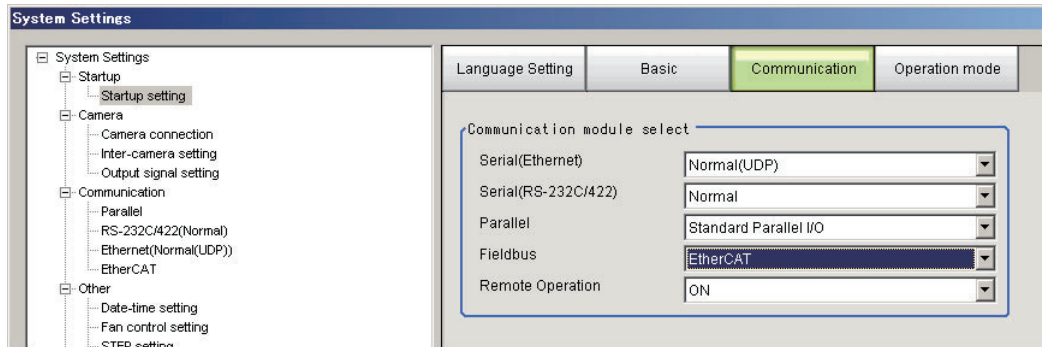 System Settings
System Settings
Startup
Startup setting
Camera
Camera connection
Inter-camera setting
Output signal setting
Communication
Parallel
RS-232C/422(Normal)
Ethernet(Normal(UDP))
EtherCAT
Other
Date-time setting
Fan control setting
STEP setting
Language Setting Basic Communication Operation mode
Communication module select
Serial(Ethernet) Normal(UDP)
Serial(RS-232C/422) Normal
Parallel Standard Parallel I/O
Fieldbus EtherCAT
Remote Operation ON